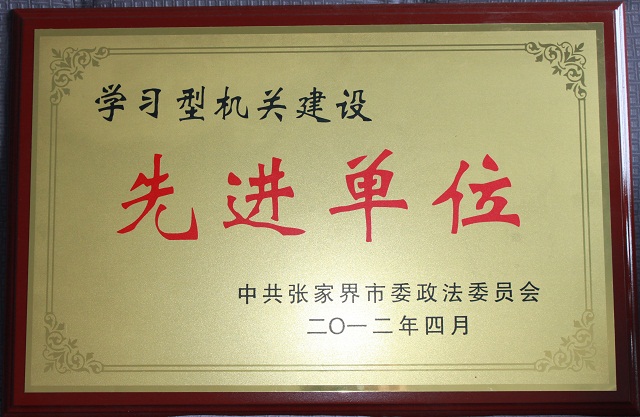 学习型机关建设
先进单位
中共张家界市委政法委员会
二〇一二年四月